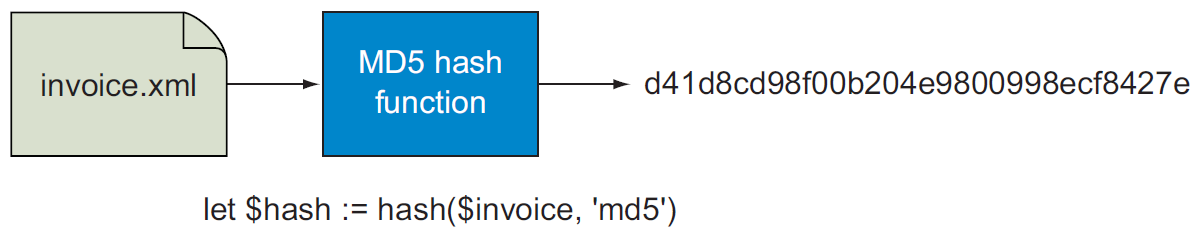 invoice.xml
MD5 hash
function
d41d8cd98f00b204e9800998ecf8427e
let $hash := hash($invoice, 'md5')